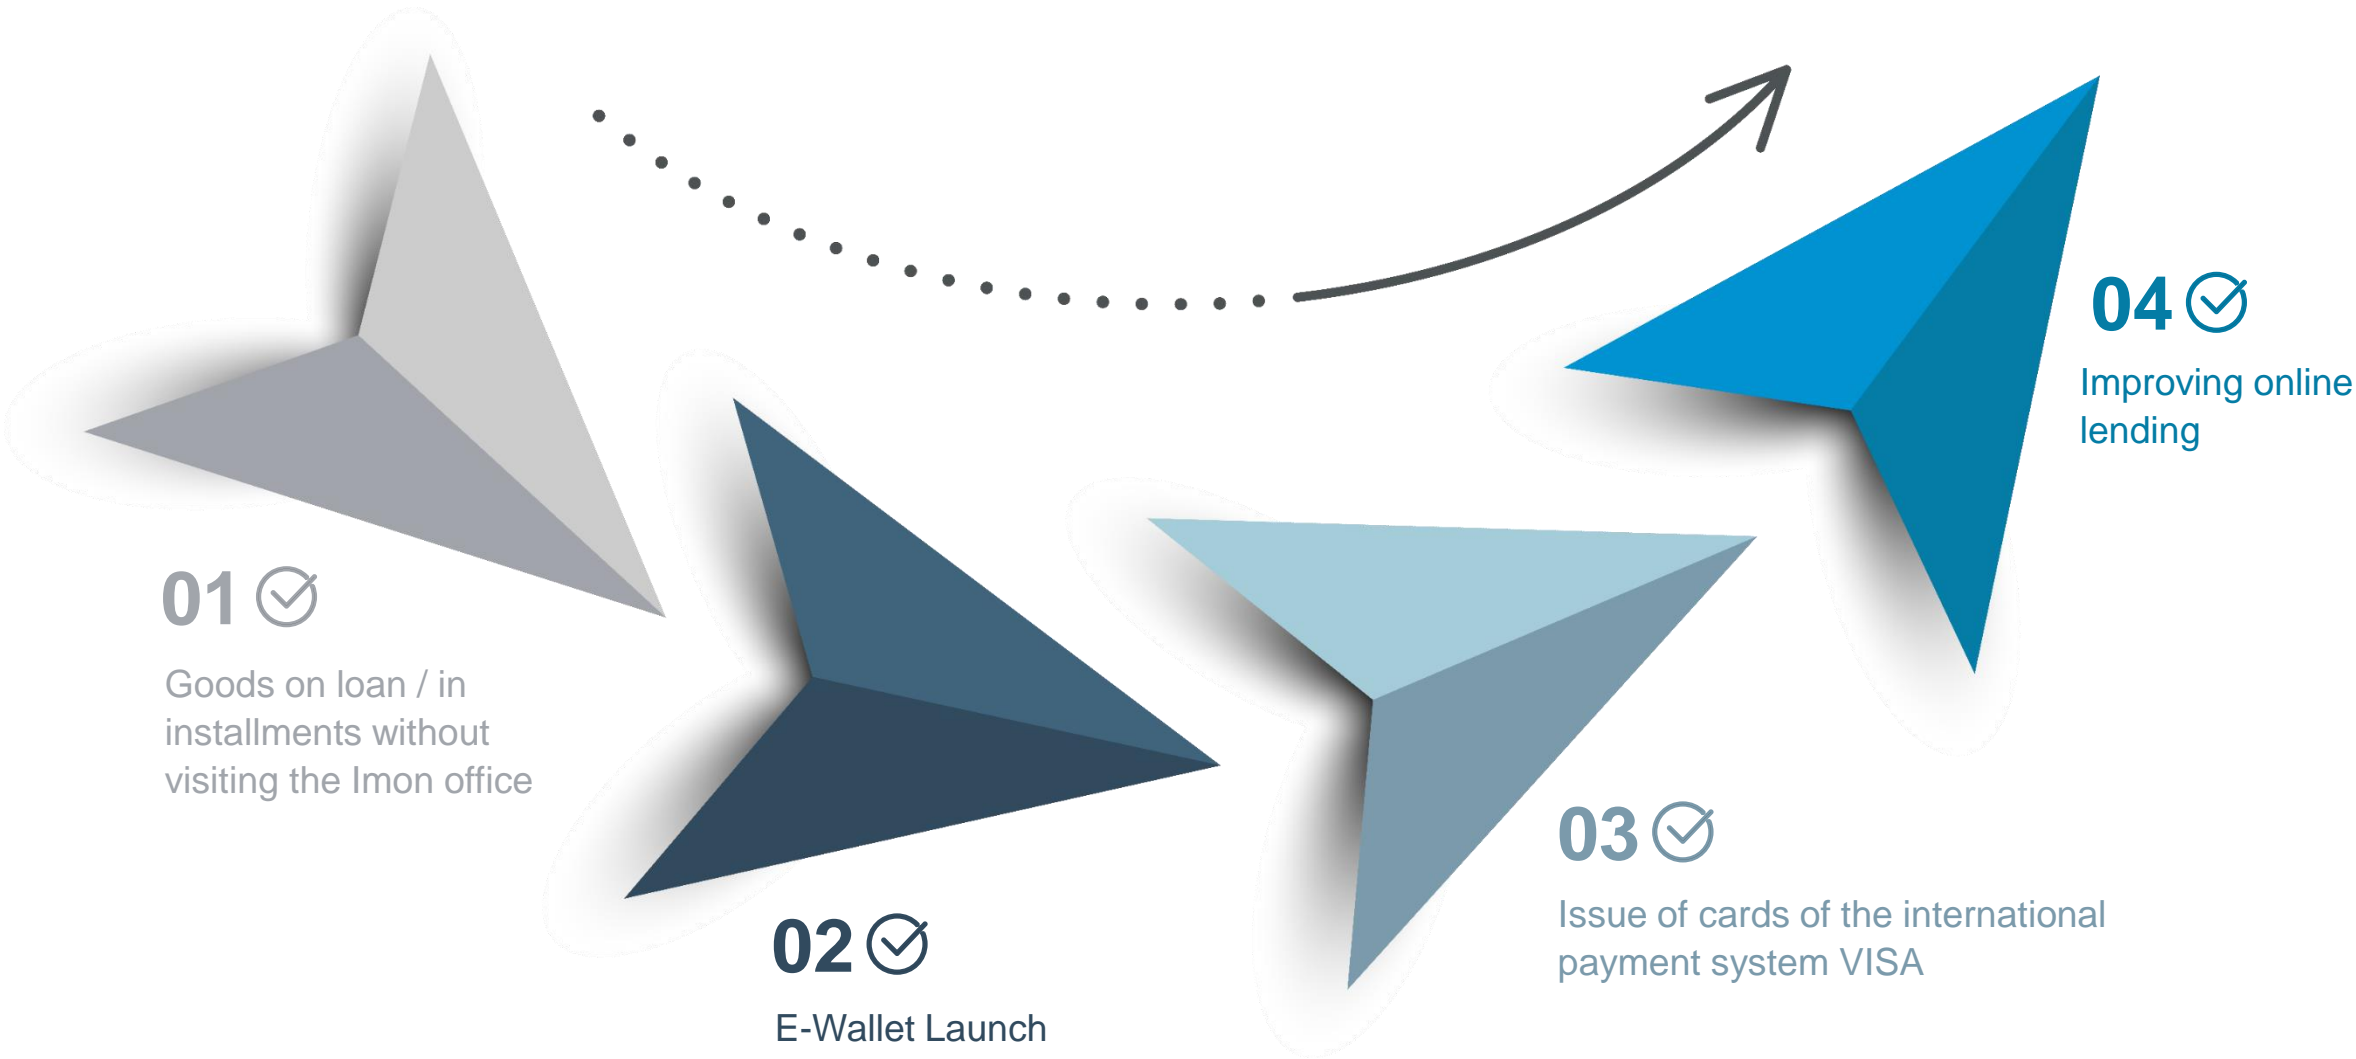 01
Goods on loan / in
installments without
visiting the Imon office
02
E-Wallet Launch
03
Issue of cards of the international
payment system VISA
04
Improving online
lending